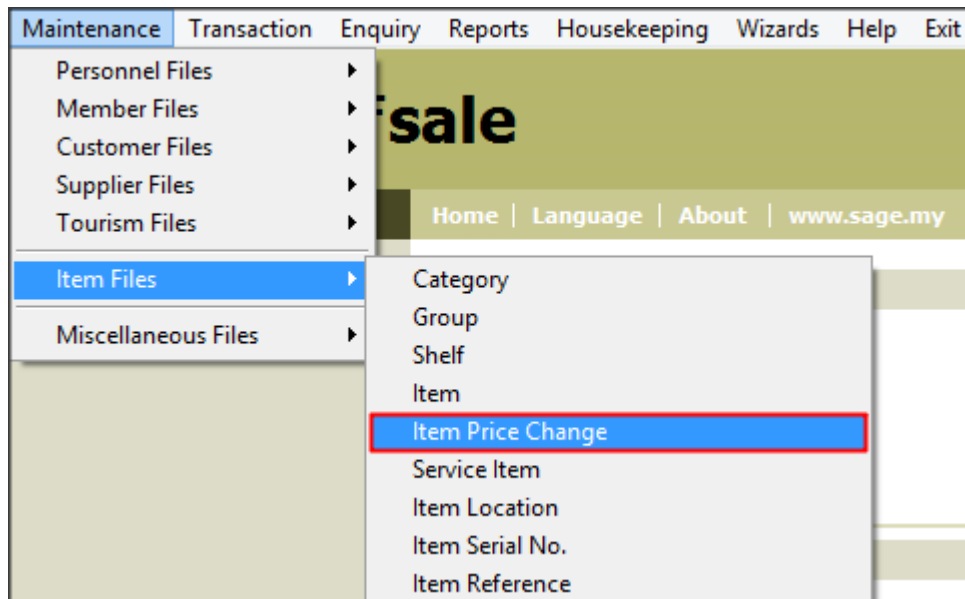 Maintenance Transaction Enquiry Reports Housekeeping Wizards Help Exit
Personnel Files
Member Files
Customer Files
Supplier Files
Tourism Files
Item Files
Miscellaneous Files
sale
Home | Language | About | www.sage.my
Category
Group
Shelf
Item
Item Price Change
Service Item
Item Location
Item Serial No.
Item Reference